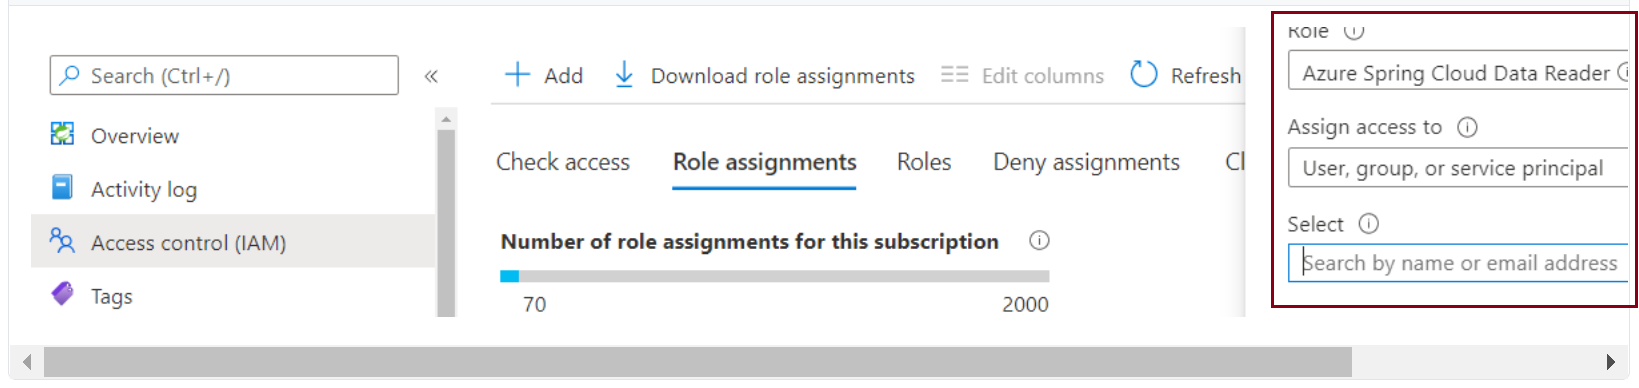 Search (Ctrl+/)
«
Overview
Activity log
Access control (IAM)
Tags
Add
Download role assignments
Edit columns
Refresh
Check access
Role assignments
Roles
Deny assignments
Cl
Number of role assignments for this subscription
70
2000
Role
Azure Spring Cloud Data Reader
Assign access to
User, group, or service principal
Select
Search by name or email address